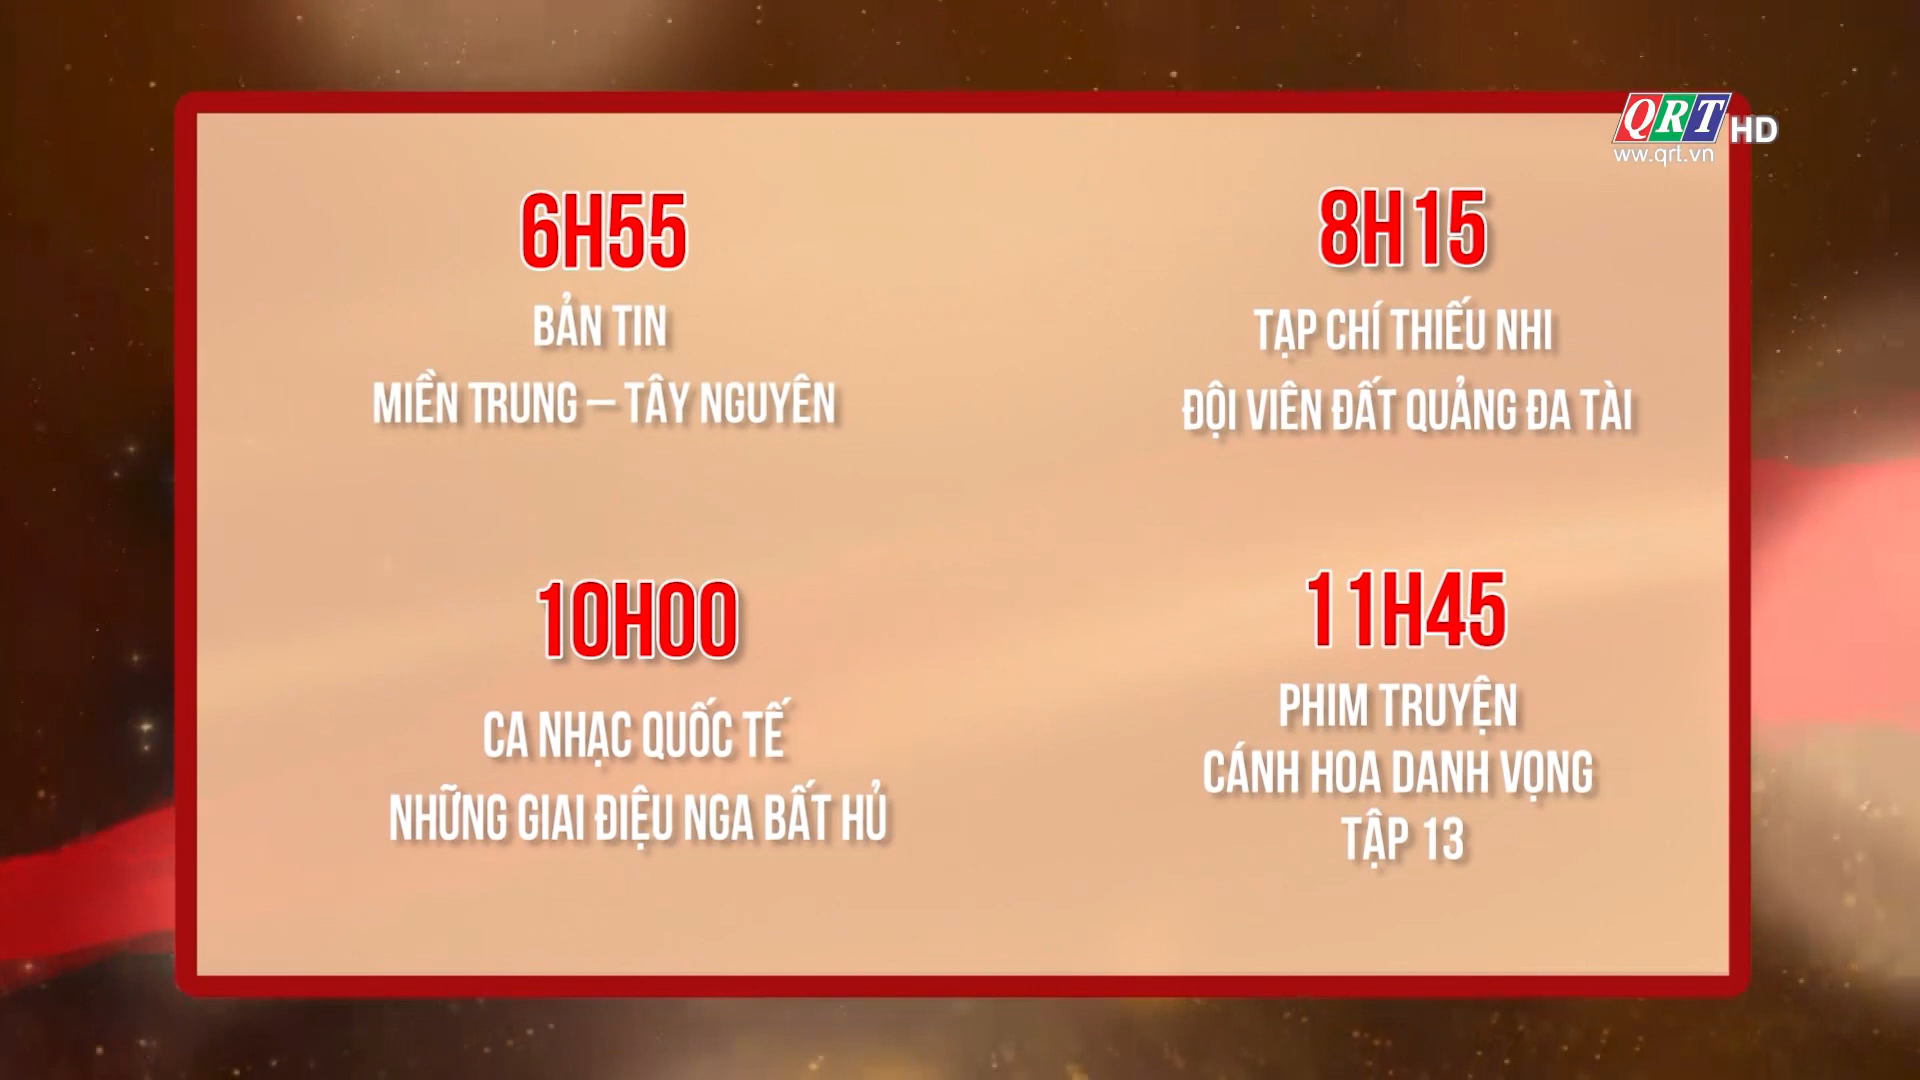 QRT HD
ww.qrt.vn
6H55
BẢN TIN
MIỀN TRUNG – TÂY NGUYÊN
8H15
TẠP CHÍ THIẾU NHI
ĐỘI VIÊN ĐẤT QUẢNG ĐA TÀI
10H00
CA NHẠC QUỐC TẾ
NHỮNG GIAI ĐIỆU NGA BẤT HỦ
11H45
PHIM TRUYỆN
CÁNH HOA DANH VỌNG
TẬP 13